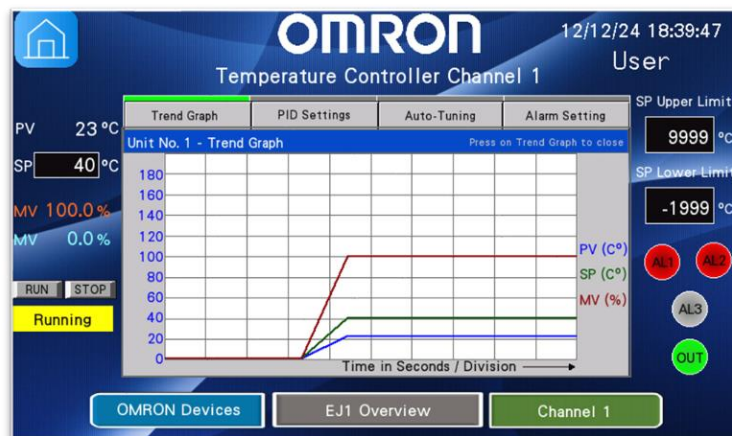 OMRON
12/12/24 18:39:47
User
Temperature Controller Channel 1
PV 23 °C
SP 40 °C
MV 100.0 %
MV 0.0 %
RUN STOP
Running
Trend Graph PID Settings Auto-Tuning Alarm Setting
Unit No. 1 - Trend Graph Press on Trend Graph to close
180
160
140
120
100
80
60
40
20
0
PV (C°)
SP (C°)
MV (%)
Time in Seconds / Division
SP Upper Limit
9999 °C
SP Lower Limit
-1999 °C
AL1 AL2
AL3
OUT
OMRON Devices EJ1 Overview Channel 1